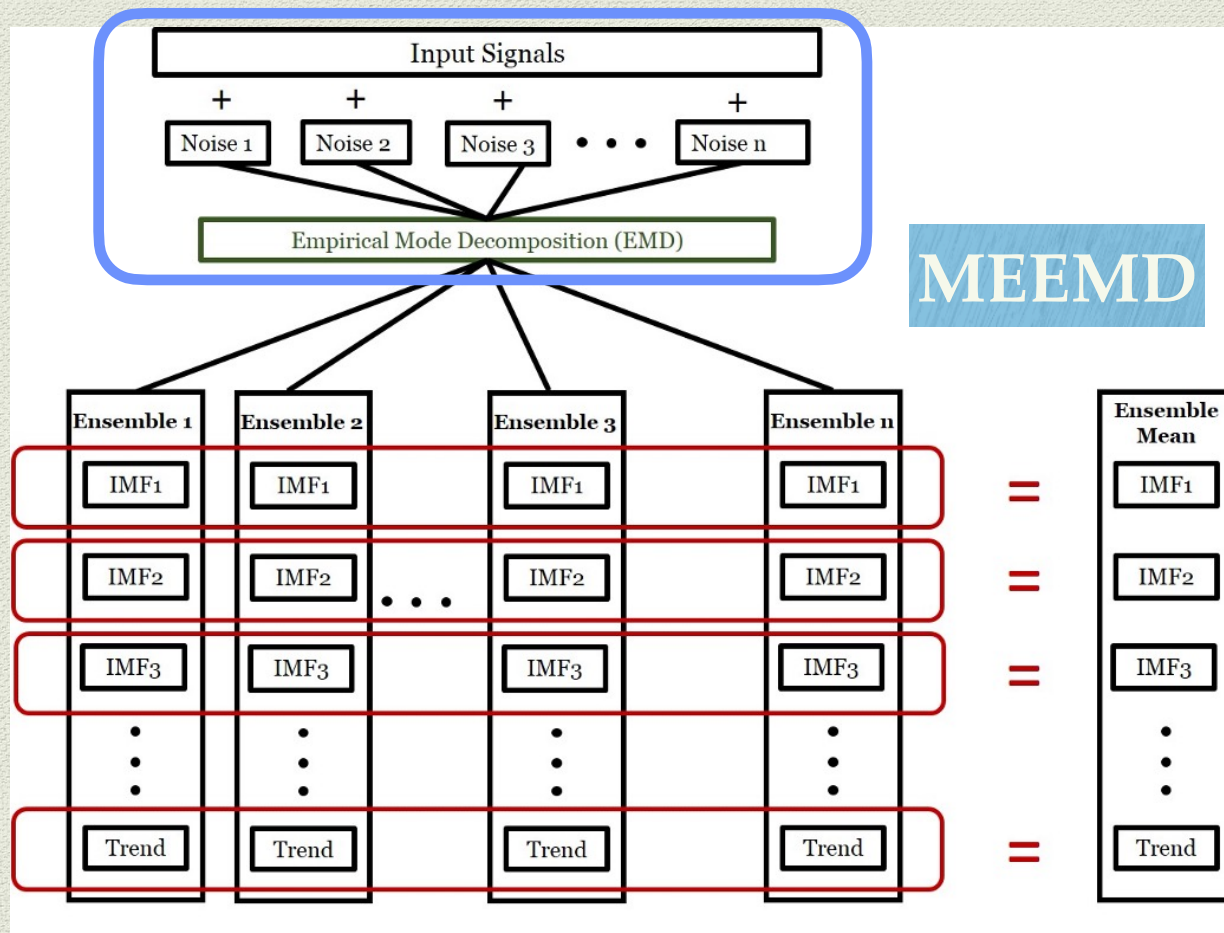 Input Signals
+ + + +
Noise 1 Noise 2 Noise 3 • • • Noise n
Empirical Mode Decomposition (EMD)
MEEMD
Ensemble 1 Ensemble 2 Ensemble 3 Ensemble n Ensemble
Mean
IMF1 IMF1 IMF1 IMF1 = IMF1
IMF2 IMF2 • • • IMF2 IMF2 = IMF2
IMF3 IMF3 IMF3 IMF3 = IMF3
Trend Trend Trend Trend = Trend